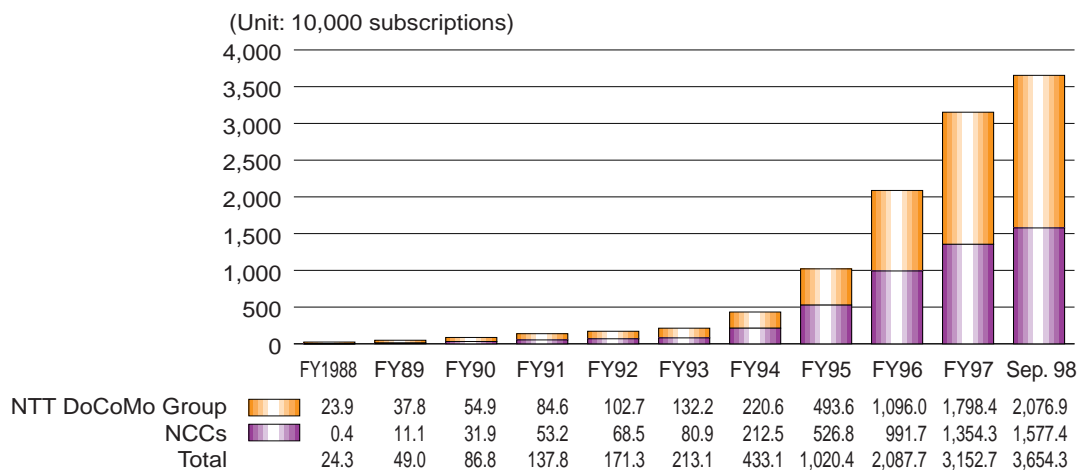 (Unit: 10,000 subscriptions)
4,000
3,500
3,000
2,500
2,000
1,500
1,000
500
0
FY1988 FY89 FY90 FY91 FY92 FY93 FY94 FY95 FY96 FY97 Sep. 98
NTT DoCoMo Group 23.9 37.8 54.9 84.6 102.7 132.2 220.6 493.6 1,096.0 1,798.4 2,076.9
NCCs 0.4 11.1 31.9 53.2 68.5 80.9 212.5 526.8 991.7 1,354.3 1,577.4
Total 24.3 49.0 86.8 137.8 171.3 213.1 433.1 1,020.4 2,087.7 3,152.7 3,654.3